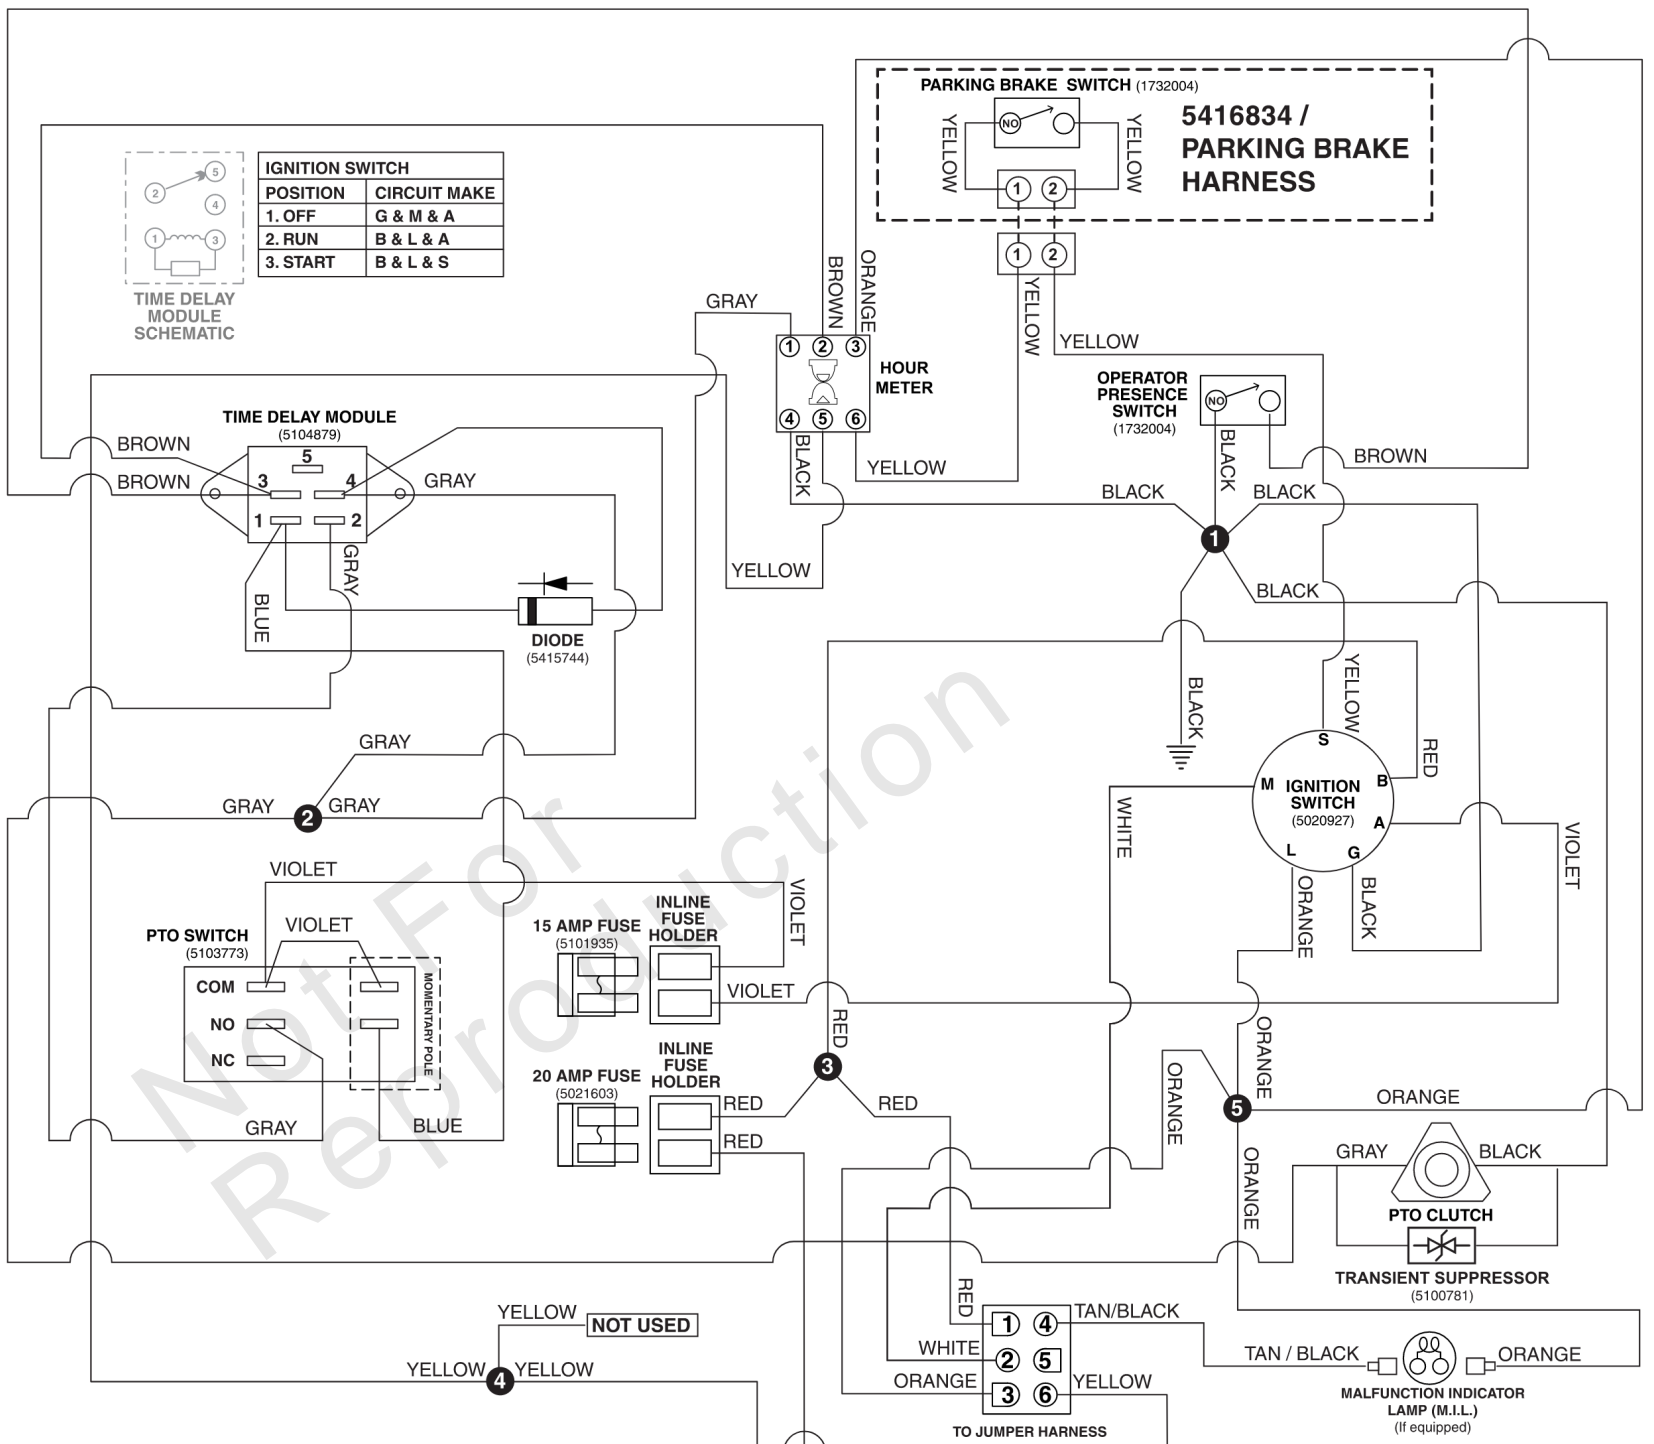 PARKING BRAKE SWITCH (1732004)
NO
YELLOW
YELLOW
1 2
5416834 /
PARKING BRAKE
HARNESS
1 2
YELLOW
YELLOW
2 5
4
1 3
TIME DELAY
MODULE
SCHEMATIC
IGNITION SWITCH
POSITION CIRCUIT MAKE
1. OFF G & M & A
2. RUN B & L & A
3. START B & L & S
GRAY
BROWN
ORANGE
1 2 3
4 5 6
HOUR
METER
BLACK
YELLOW
YELLOW
OPERATOR
PRESENCE
SWITCH
(1732004)
NO
BLACK
BROWN
BLACK
BLACK
1
BLACK
BLACK
TIME DELAY MODULE
(5104879)
BROWN
BROWN
5
3 4
1 2
GRAY
GRAY
BLUE
DIODE
(5415744)
GRAY
GRAY
2
GRAY
YELLOW
RED
S
M
B
A
L
G
IGNITION
SWITCH
(5020927)
WHITE
VIOLET
ORANGE
BLACK
VIOLET
VIOLET
VIOLET
PTO SWITCH
(5103773)
COM
NO
NC
MOMENTARY POLE
GRAY
BLUE
15 AMP FUSE
(5101935)
INLINE
FUSE
HOLDER
VIOLET
20 AMP FUSE
(5021603)
INLINE
FUSE
HOLDER
RED
RED
RED
3
RED
ORANGE
ORANGE
5
ORANGE
ORANGE
GRAY
BLACK
PTO CLUTCH
TRANSIENT SUPPRESSOR
(5100781)
YELLOW
NOT USED
YELLOW
4
YELLOW
RED
WHITE
ORANGE
1 4
2 5
3 6
TAN/BLACK
YELLOW
TO JUMPER HARNESS
TAN / BLACK
ORANGE
MALFUNCTION INDICATOR
LAMP (M.I.L.)
(If equipped)
Not For
Reproduction